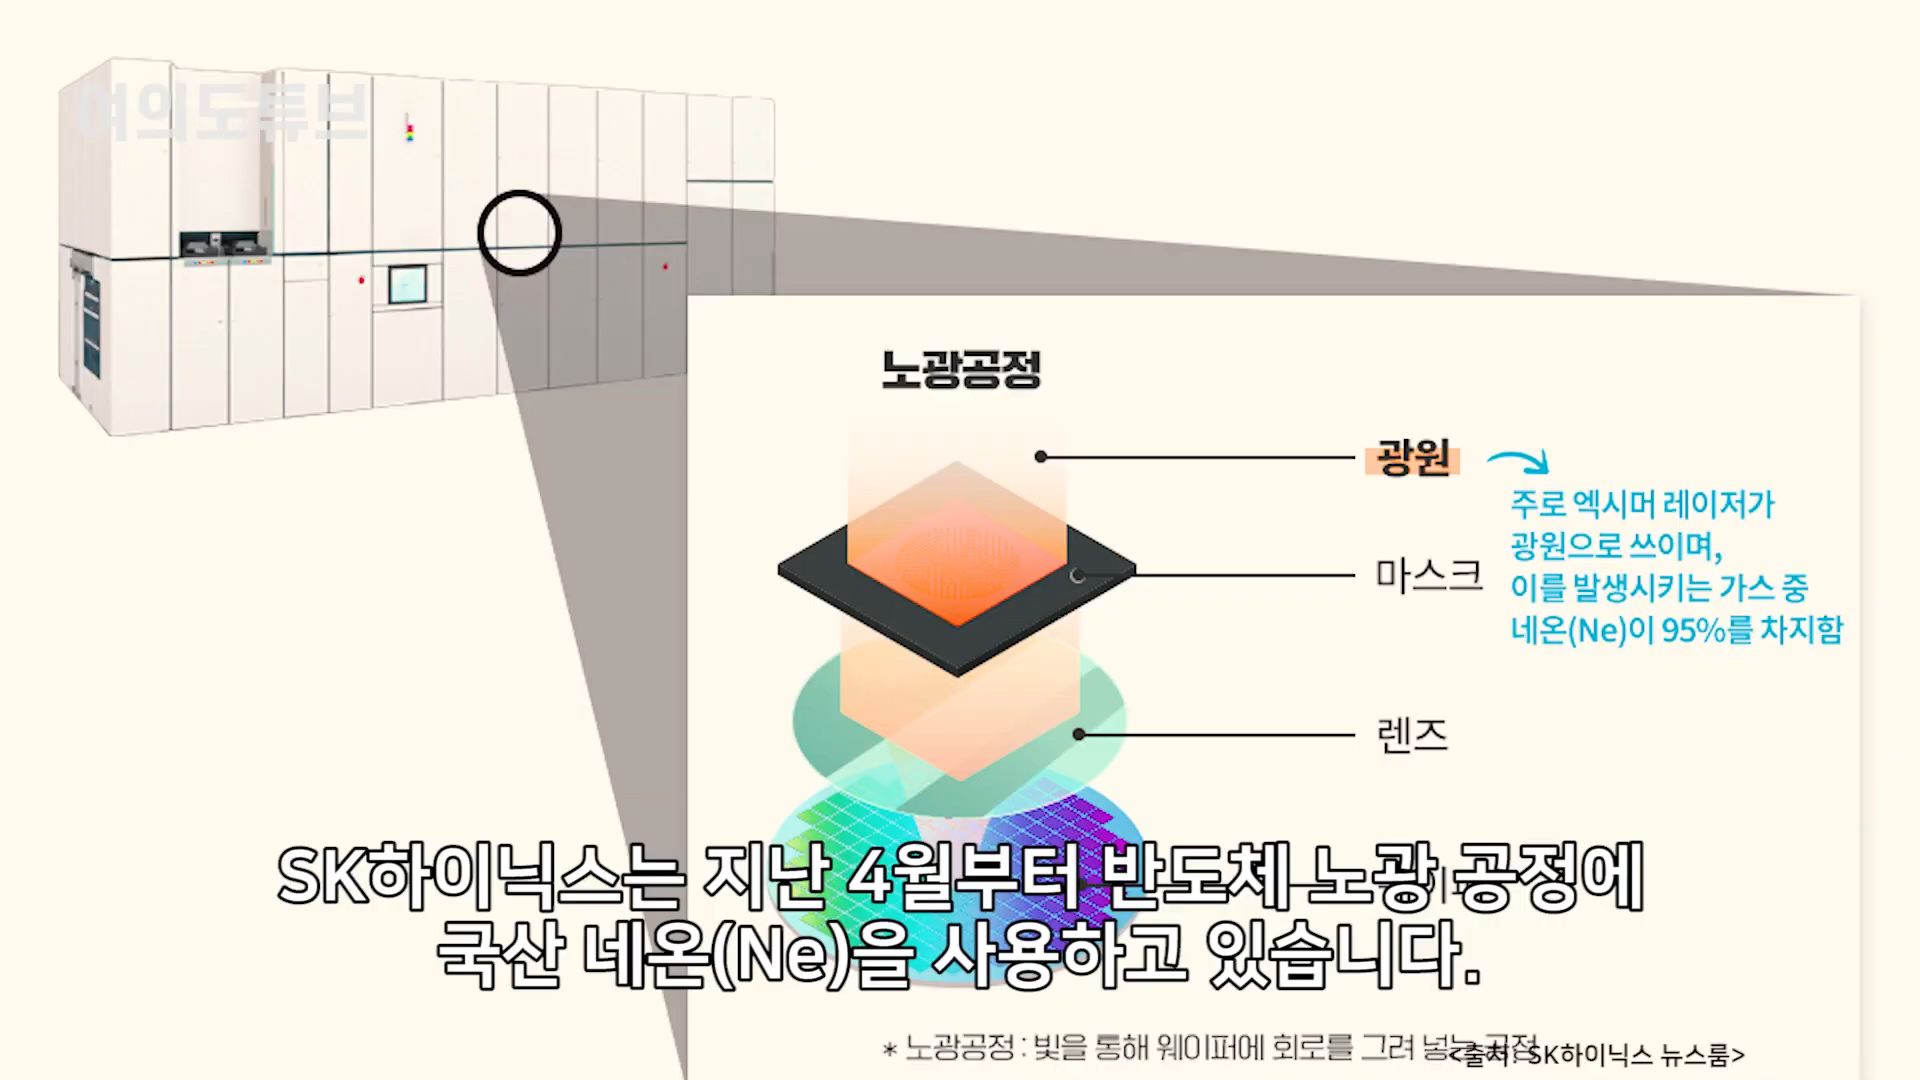 여의도튜브
노광공정
광원
주로 엑시머 레이저가
광원으로 쓰이며,
이를 발생시키는 가스 중
네온(Ne)이 95%를 차지함
마스크
렌즈
SK하이닉스는 지난 4월부터 반도체 노광 공정에
국산 네온(Ne)을 사용하고 있습니다.
* 노광공정 : 빛을 통해 웨이퍼에 회로를 그려 넣는 공정
<출처: SK하이닉스 뉴스룸>